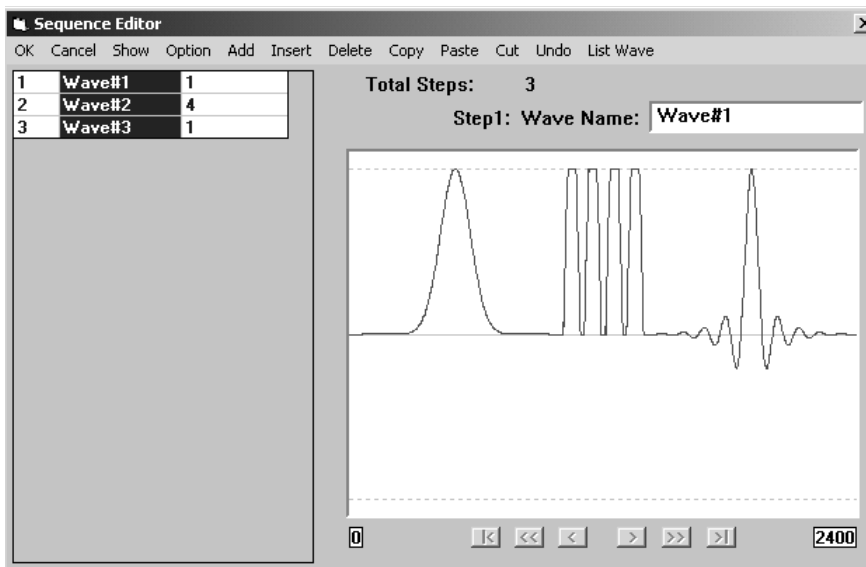 Sequence Editor
OK Cancel Show Option Add Insert Delete Copy Paste Cut Undo List Wave
1 Wave#1 1
2 Wave#2 4
3 Wave#3 1
Total Steps: 3
Step1: Wave Name: Wave#1
0 |< << < > >> >| 2400